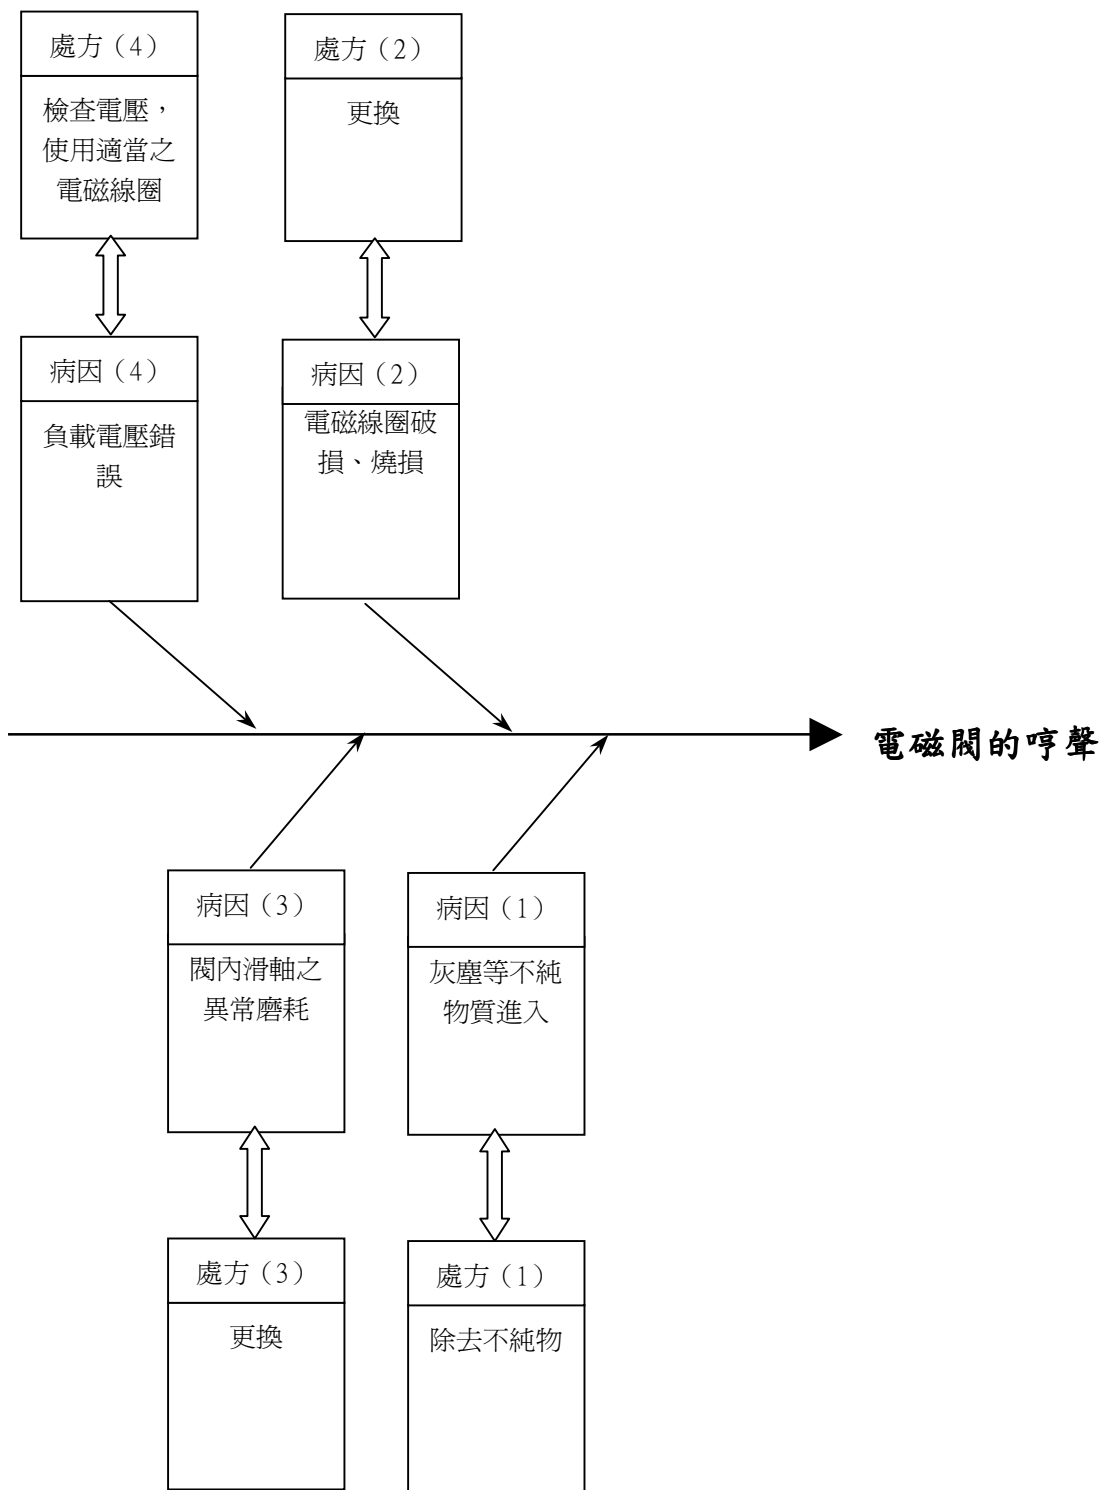 處方（4）
檢查電壓，
使用適當之
電磁線圈
處方（2）
更換
病因（4）
負載電壓錯
誤
病因（2）
電磁線圈破
損、燒損
電磁閥的哼聲
病因（3）
閥內滑軸之
異常磨耗
病因（1）
灰塵等不純
物質進入
處方（3）
更換
處方（1）
除去不純物